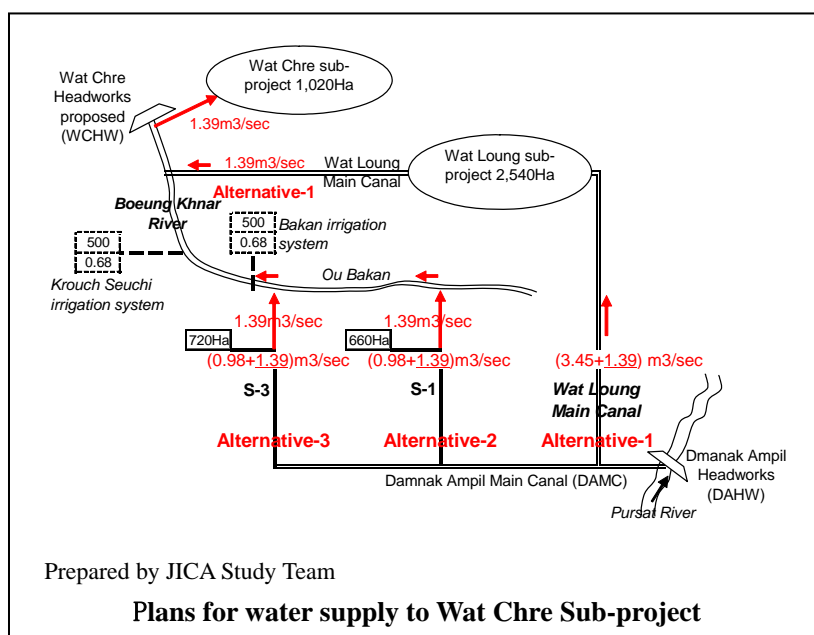 Wat Chre sub-
project 1,020Ha
Wat Chre
Headworks
proposed
(WCHW)
1.39m3/sec
1.39m3/sec
Wat Loung
Main Canal
Wat Loung sub-
project 2,540Ha
Alternative-1
Boeung Khnar
River
500
0.68
Bakan irrigation
system
500
0.68
Krouch Seuchi
irrigation system
Ou Bakan
1.39m3/sec
1.39m3/sec
720Ha
660Ha
(0.98+1.39)m3/sec
(0.98+1.39)m3/sec
(3.45+1.39) m3/sec
S-3
S-1
Wat Loung
Main Canal
Alternative-3
Alternative-2
Alternative-1
Dmanak Ampil
Headworks
(DAHW)
Damnak Ampil Main Canal (DAMC)
Pursat River
Prepared by JICA Study Team
Plans for water supply to Wat Chre Sub-project